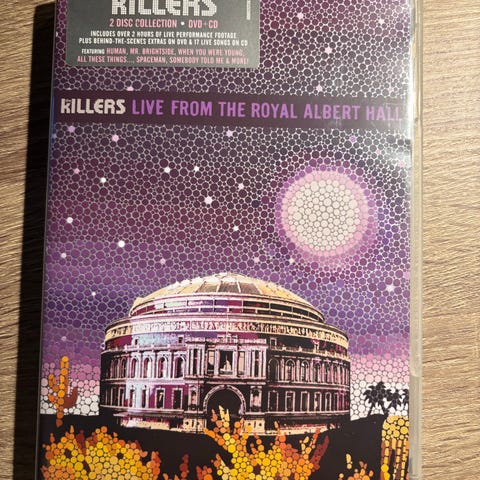 KILLERS
2 DISC COLLECTION • DVD+CD
INCLUDES OVER 2 HOURS OF LIVE PERFORMANCE FOOTAGE
PLUS BEHIND-THE-SCENES EXTRAS ON DVD & 17 LIVE SONGS ON CD
FEATURING HUMAN, MR. BRIGHTSIDE, WHEN YOU WERE YOUNG,
ALL THESE THINGS..., SPACEMAN, SOMEBODY TOLD ME & MORE!
KILLERS LIVE FROM THE ROYAL ALBERT HALL